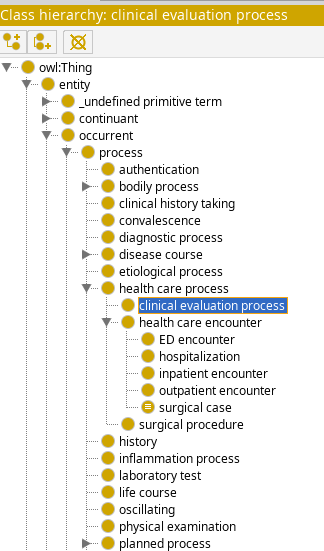 Class hierarchy: clinical evaluation process
owl:Thing
entity
_undefined primitive term
continuant
occurrent
process
authentication
bodily process
clinical history taking
convalescence
diagnostic process
disease course
etiological process
health care process
clinical evaluation process
health care encounter
ED encounter
hospitalization
inpatient encounter
outpatient encounter
surgical case
surgical procedure
history
inflammation process
laboratory test
life course
oscillating
physical examination
planned process